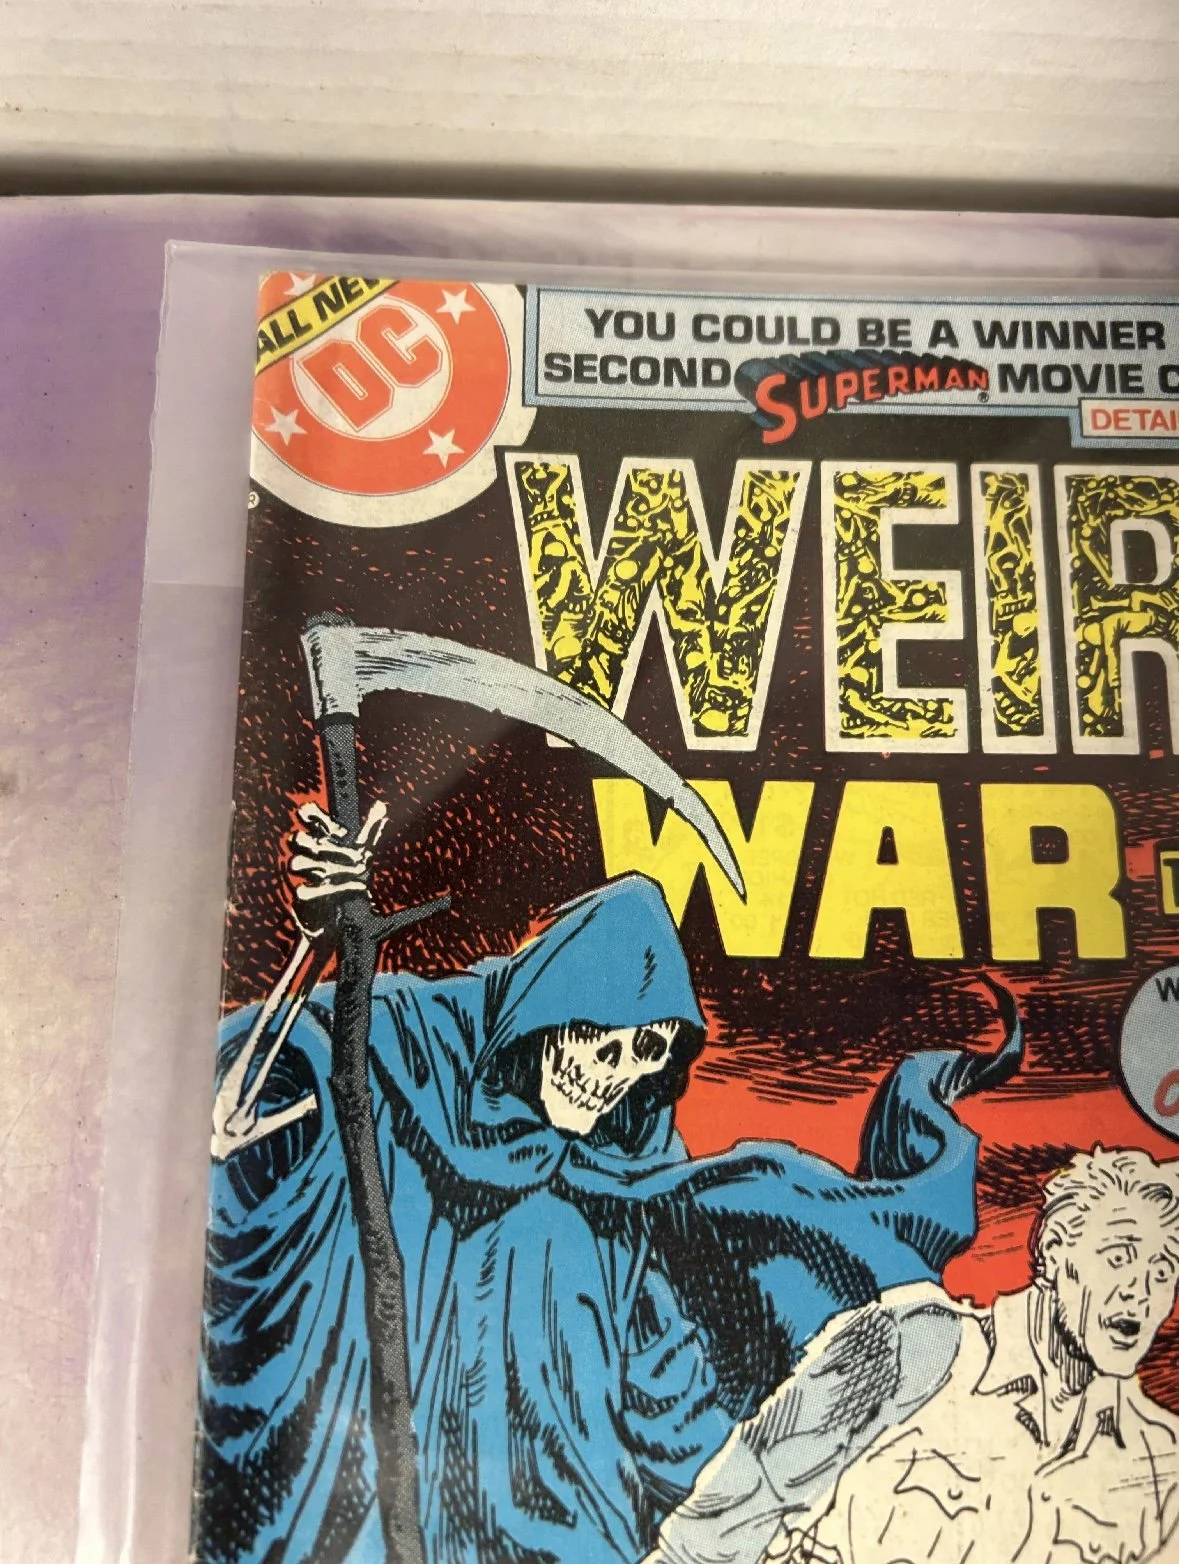 ALL NEW
DC
YOU COULD BE A WINNER
SECOND SUPERMAN MOVIE C
DETAI
WEIR
WAR T
W
O